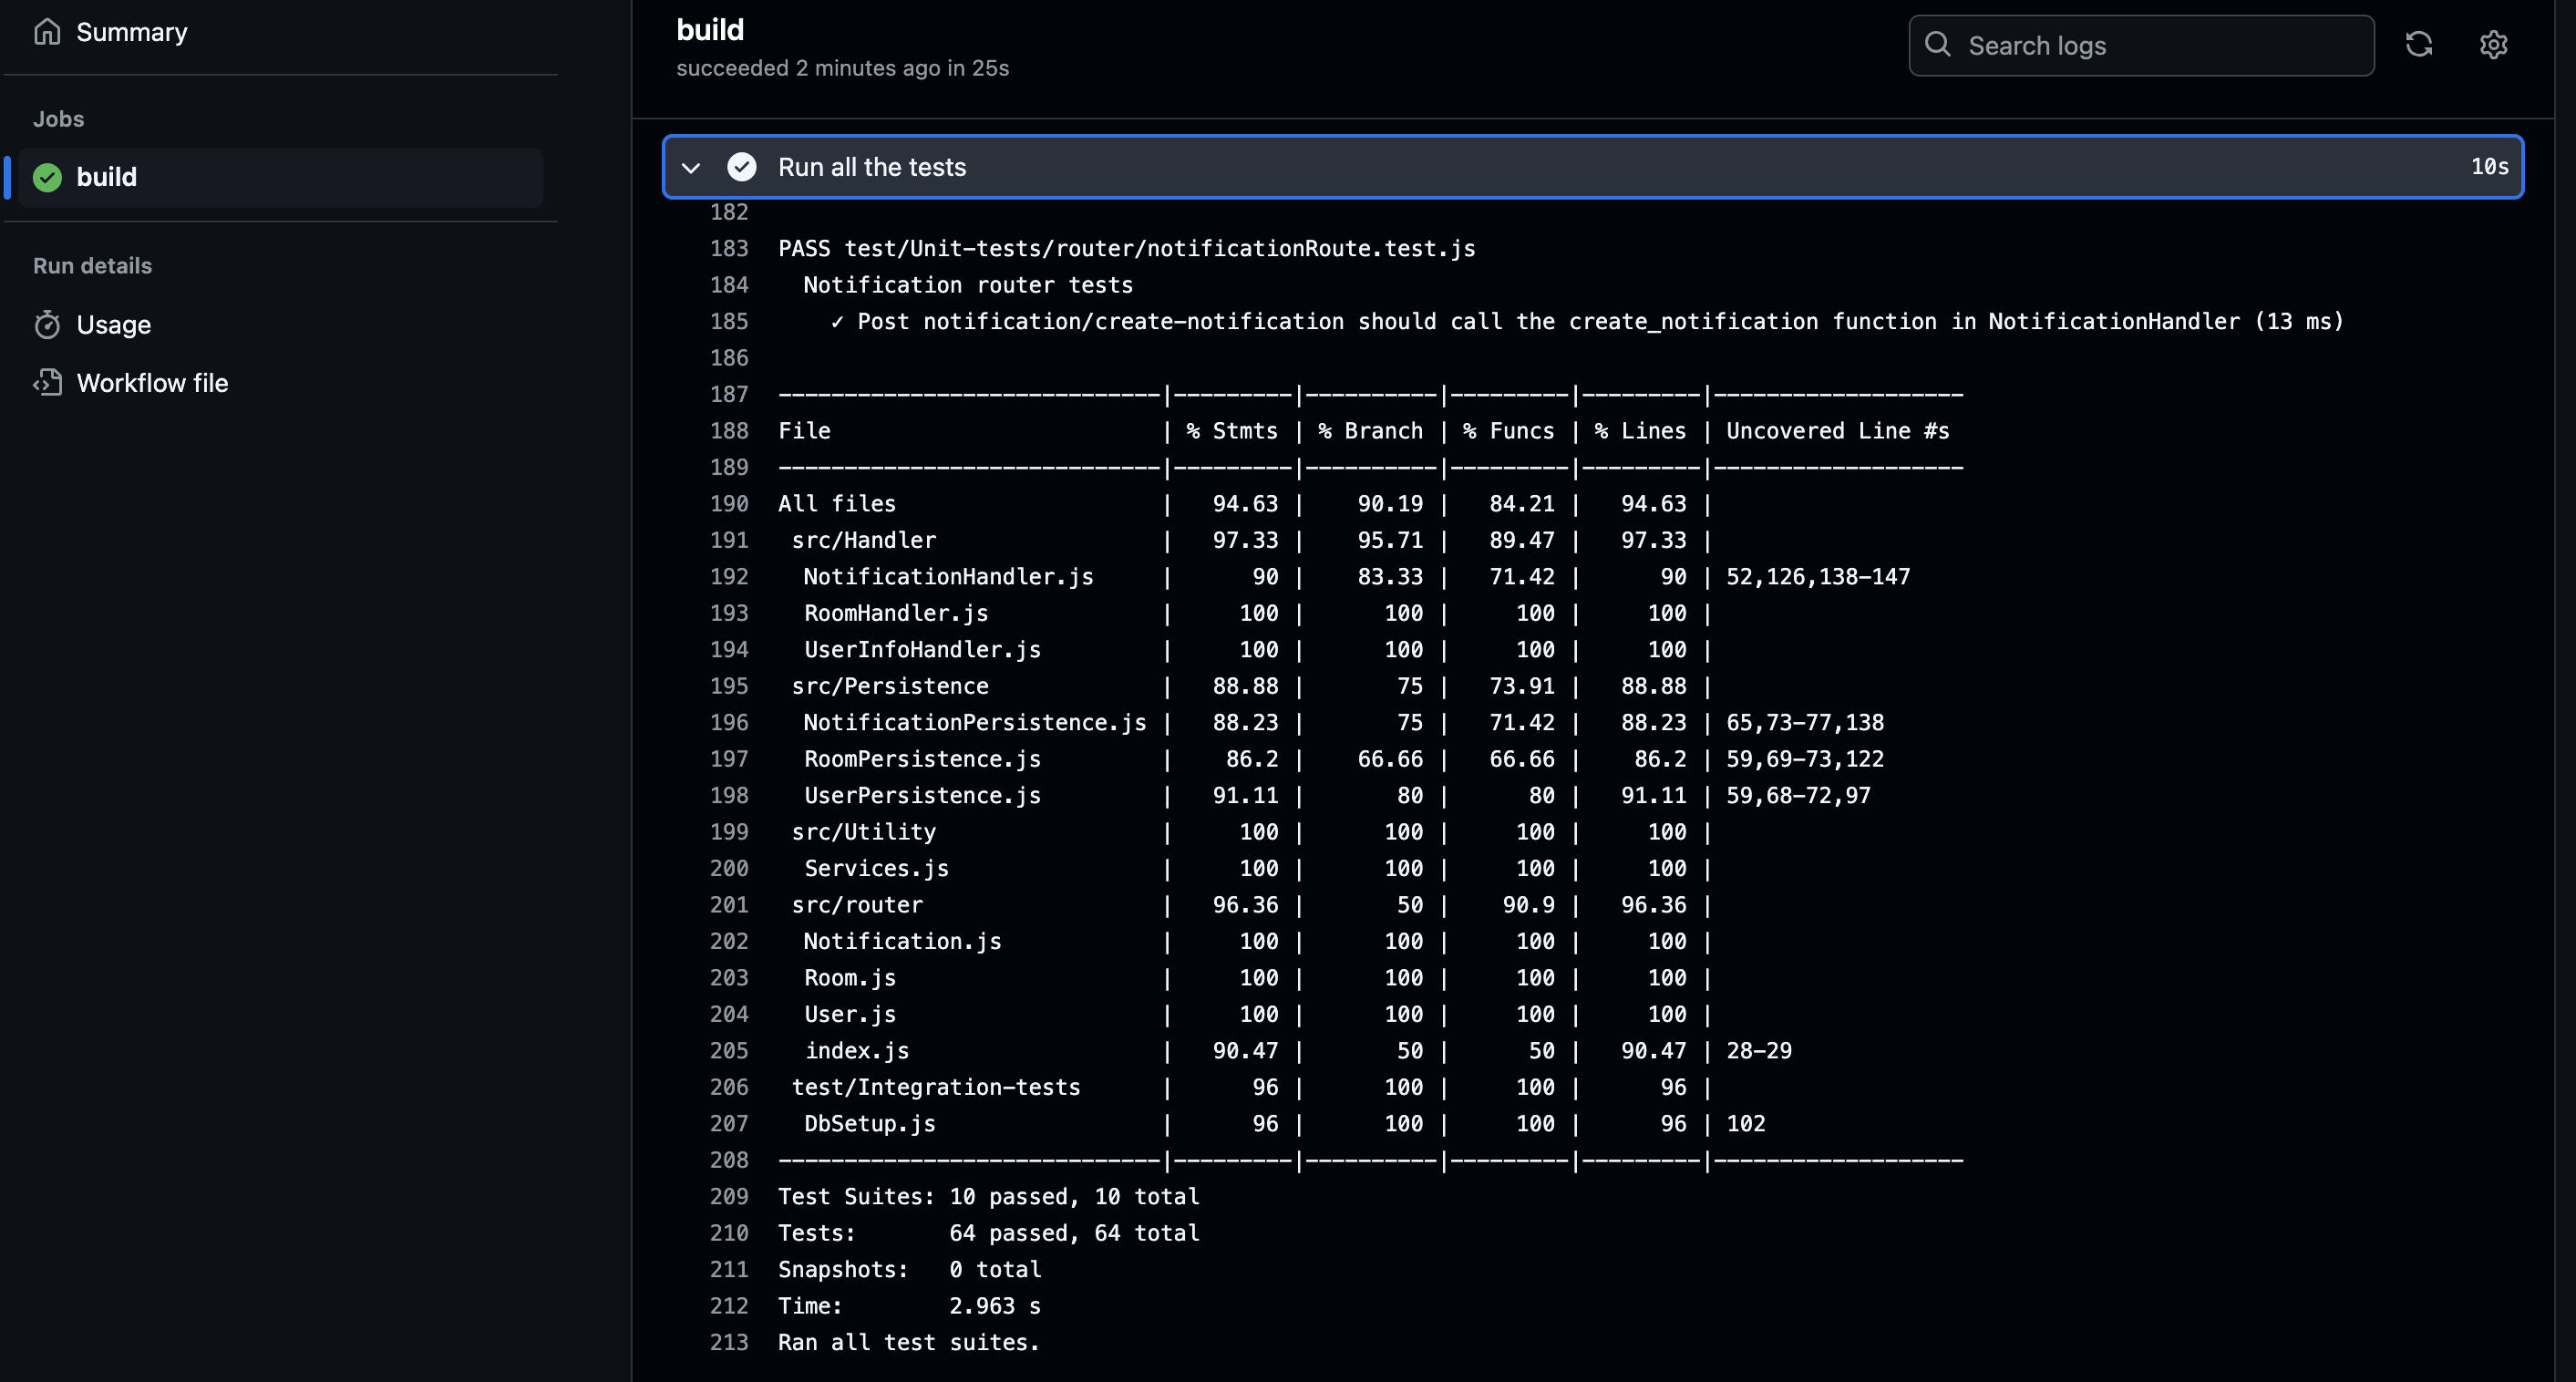 Summary
Jobs
build
Run details
Usage
Workflow file
build
succeeded 2 minutes ago in 25s
Search logs
Run all the tests 10s
182
183 PASS test/Unit-tests/router/notificationRoute.test.js
184   Notification router tests
185     ✓ Post notification/create-notification should call the create_notification function in NotificationHandler (13 ms)
186
187 -----------------------------|---------|----------|---------|---------|-------------------
188 File                         | % Stmts | % Branch | % Funcs | % Lines | Uncovered Line #s
189 -----------------------------|---------|----------|---------|---------|-------------------
190 All files                    |   94.63 |    90.19 |   84.21 |   94.63 |
191  src/Handler                 |   97.33 |    95.71 |   89.47 |   97.33 |
192   NotificationHandler.js     |      90 |    83.33 |   71.42 |      90 | 52,126,138-147
193   RoomHandler.js             |     100 |      100 |     100 |     100 |
194   UserInfoHandler.js         |     100 |      100 |     100 |     100 |
195  src/Persistence             |   88.88 |       75 |   73.91 |   88.88 |
196   NotificationPersistence.js |   88.23 |       75 |   71.42 |   88.23 | 65,73-77,138
197   RoomPersistence.js         |    86.2 |    66.66 |   66.66 |    86.2 | 59,69-73,122
198   UserPersistence.js         |   91.11 |       80 |      80 |   91.11 | 59,68-72,97
199  src/Utility                 |     100 |      100 |     100 |     100 |
200   Services.js                |     100 |      100 |     100 |     100 |
201  src/router                  |   96.36 |       50 |    90.9 |   96.36 |
202   Notification.js            |     100 |      100 |     100 |     100 |
203   Room.js                    |     100 |      100 |     100 |     100 |
204   User.js                    |     100 |      100 |     100 |     100 |
205   index.js                   |   90.47 |       50 |      50 |   90.47 | 28-29
206  test/Integration-tests      |      96 |      100 |     100 |      96 |
207   DbSetup.js                 |      96 |      100 |     100 |      96 | 102
208 -----------------------------|---------|----------|---------|---------|-------------------
209 Test Suites: 10 passed, 10 total
210 Tests:       64 passed, 64 total
211 Snapshots:   0 total
212 Time:        2.963 s
213 Ran all test suites.